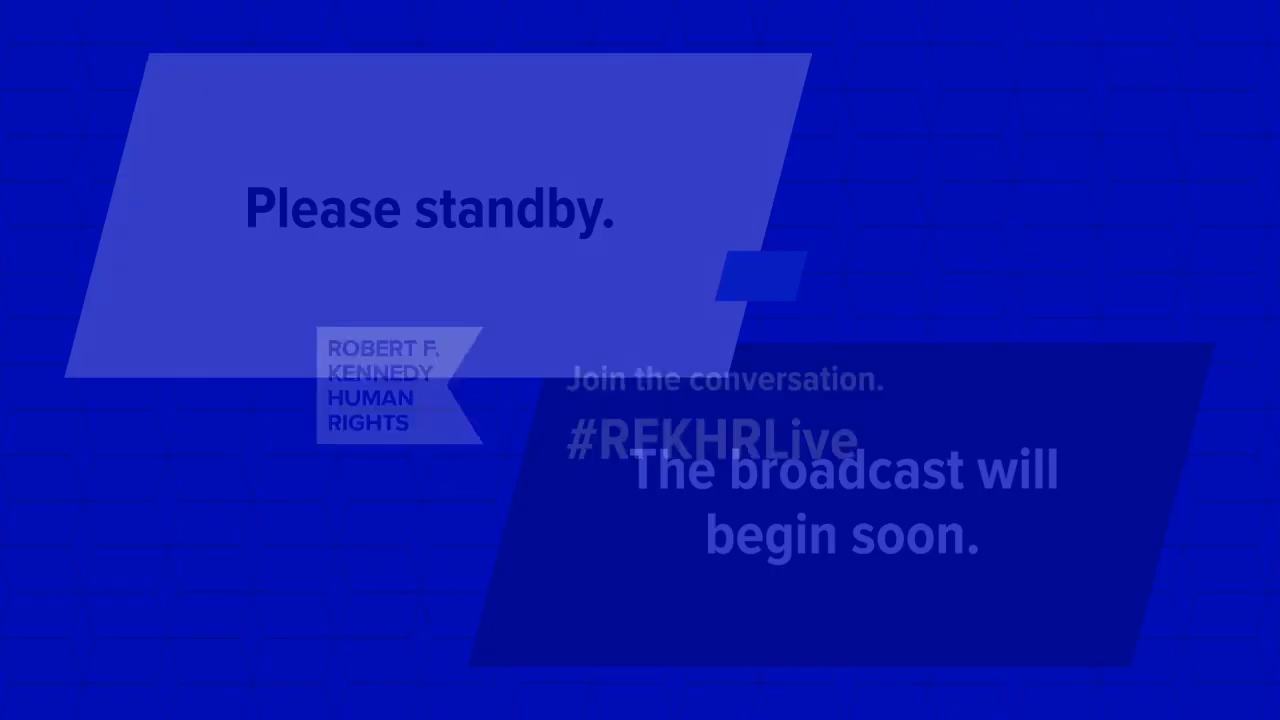 Please standby.
ROBERT F.
KENNEDY
HUMAN
RIGHTS
Join the conversation.
#RFKHRLive
The broadcast will
begin soon.